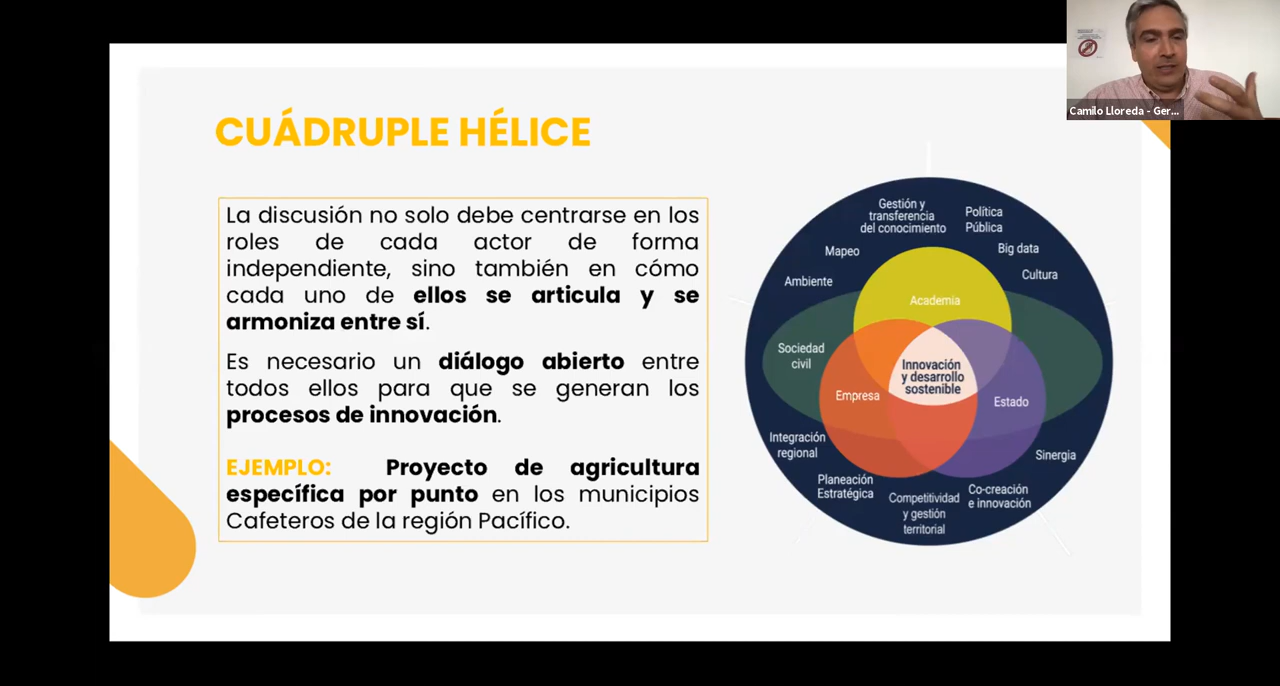 CUÁDRUPLE HÉLICE
La discusión no solo debe centrarse en los
roles de cada actor de forma
independiente, sino también en cómo
cada uno de ellos se articula y se
armoniza entre sí.
Es necesario un diálogo abierto entre
todos ellos para que se generan los
procesos de innovación.
EJEMPLO: Proyecto de agricultura
específica por punto en los municipios
Cafeteros de la región Pacífico.
Gestión y
transferencia
del conocimiento
Política
Pública
Mapeo
Big data
Ambiente
Cultura
Academia
Sociedad
civil
Innovación
y desarrollo
sostenible
Empresa
Estado
Integración
regional
Sinergia
Planeación
Estratégica
Competitividad
y gestión
territorial
Co-creación
e innovación
Camilo Lloreda - Ger...